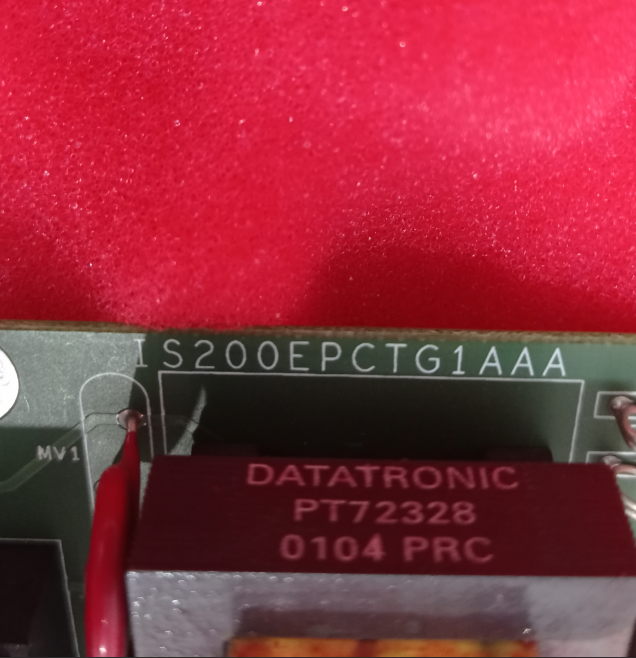 IS200EPCTG1AAA
MV1
DATATRONIC
PT72328
0104 PRC